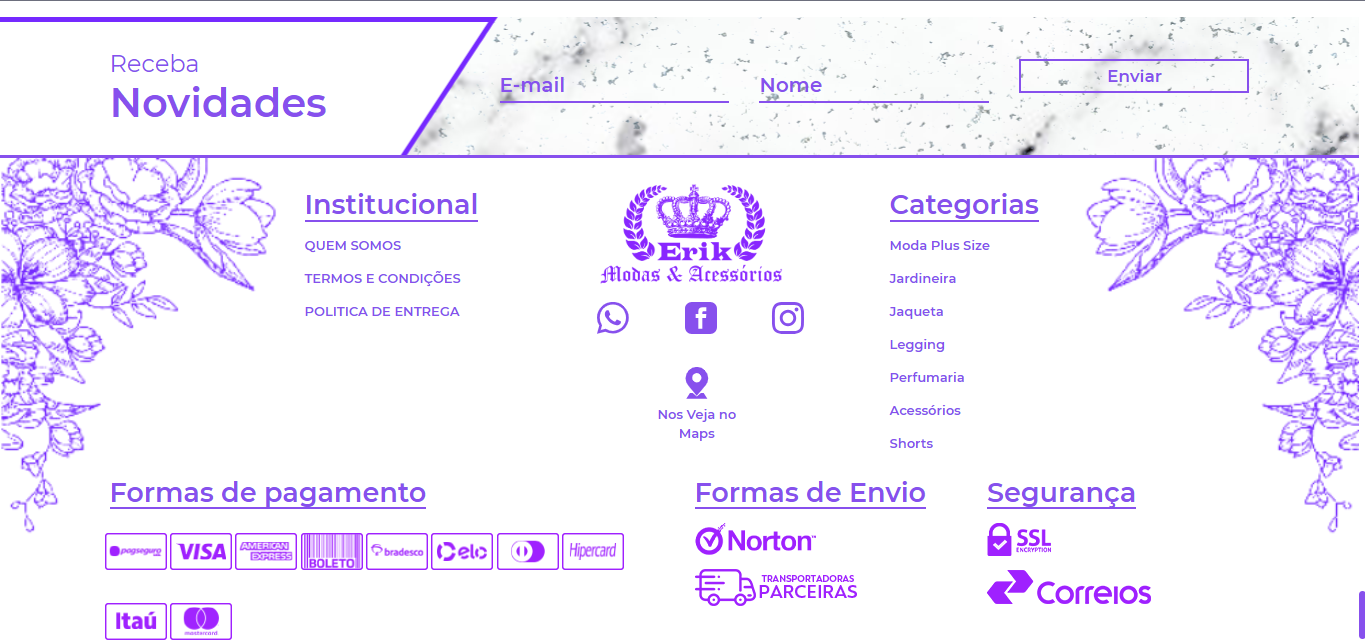 Receba
Novidades
E-mail
Nome
Enviar
Institucional
QUEM SOMOS
TERMOS E CONDIÇÕES
POLITICA DE ENTREGA
Erik
Modas & Acessórios
Nos Veja no
Maps
Categorias
Moda Plus Size
Jardineira
Jaqueta
Legging
Perfumaria
Acessórios
Shorts
Formas de pagamento
pagseguro
VISA
AMERICAN
EXPRESS
BOLETO
bradesco
elo
Hipercard
Itaú
mastercard
Formas de Envio
Norton
TRANSPORTADORAS
PARCEIRAS
Segurança
SSL
ENCRYPTION
Correios